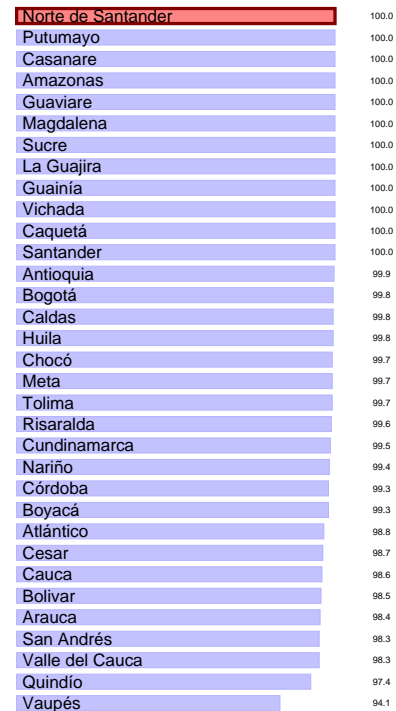 Norte de Santander 100.0
Putumayo 100.0
Casanare 100.0
Amazonas 100.0
Guaviare 100.0
Magdalena 100.0
Sucre 100.0
La Guajira 100.0
Guainía 100.0
Vichada 100.0
Caquetá 100.0
Santander 100.0
Antioquia 99.9
Bogotá 99.8
Caldas 99.8
Huila 99.8
Chocó 99.7
Meta 99.7
Tolima 99.7
Risaralda 99.6
Cundinamarca 99.5
Nariño 99.4
Córdoba 99.3
Boyacá 99.3
Atlántico 98.8
Cesar 98.7
Cauca 98.6
Bolivar 98.5
Arauca 98.4
San Andrés 98.3
Valle del Cauca 98.3
Quindío 97.4
Vaupés 94.1